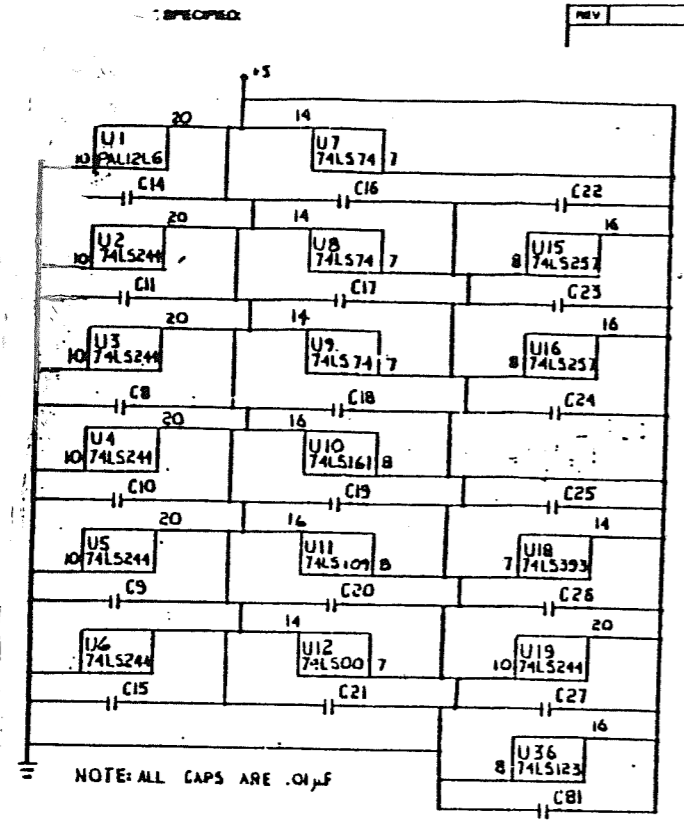 SPECIFIED:
REV
+5
20 14
U1 U7
10 PAL12L6 74LS74 7
C14 C16 C22
20 14 16
U2 U8 U15
10 74LS244 74LS74 7 8 74LS257
C11 C17 C23
20 14 16
U3 U9 U16
10 74LS244 74LS74 7 8 74LS257
C8 C18 C24
20 16
U4 U10
10 74LS244 74LS161 8
C10 C19 C25
20 16 14
U5 U11 U18
10 74LS244 74LS109 8 7 74LS393
C9 C20 C26
14 20
U6 U12 U19
74LS244 74LS00 7 10 74LS244
C15 C21 C27
16
U36
8 74LS123
C81
NOTE: ALL CAPS ARE .01µF